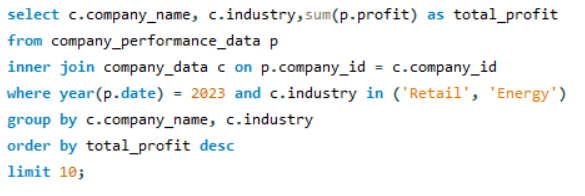 select c.company_name, c.industry,sum(p.profit) as total_profit
from company_performance_data p
inner join company_data c on p.company_id = c.company_id
where year(p.date) = 2023 and c.industry in ('Retail', 'Energy')
group by c.company_name, c.industry
order by total_profit desc
limit 10;